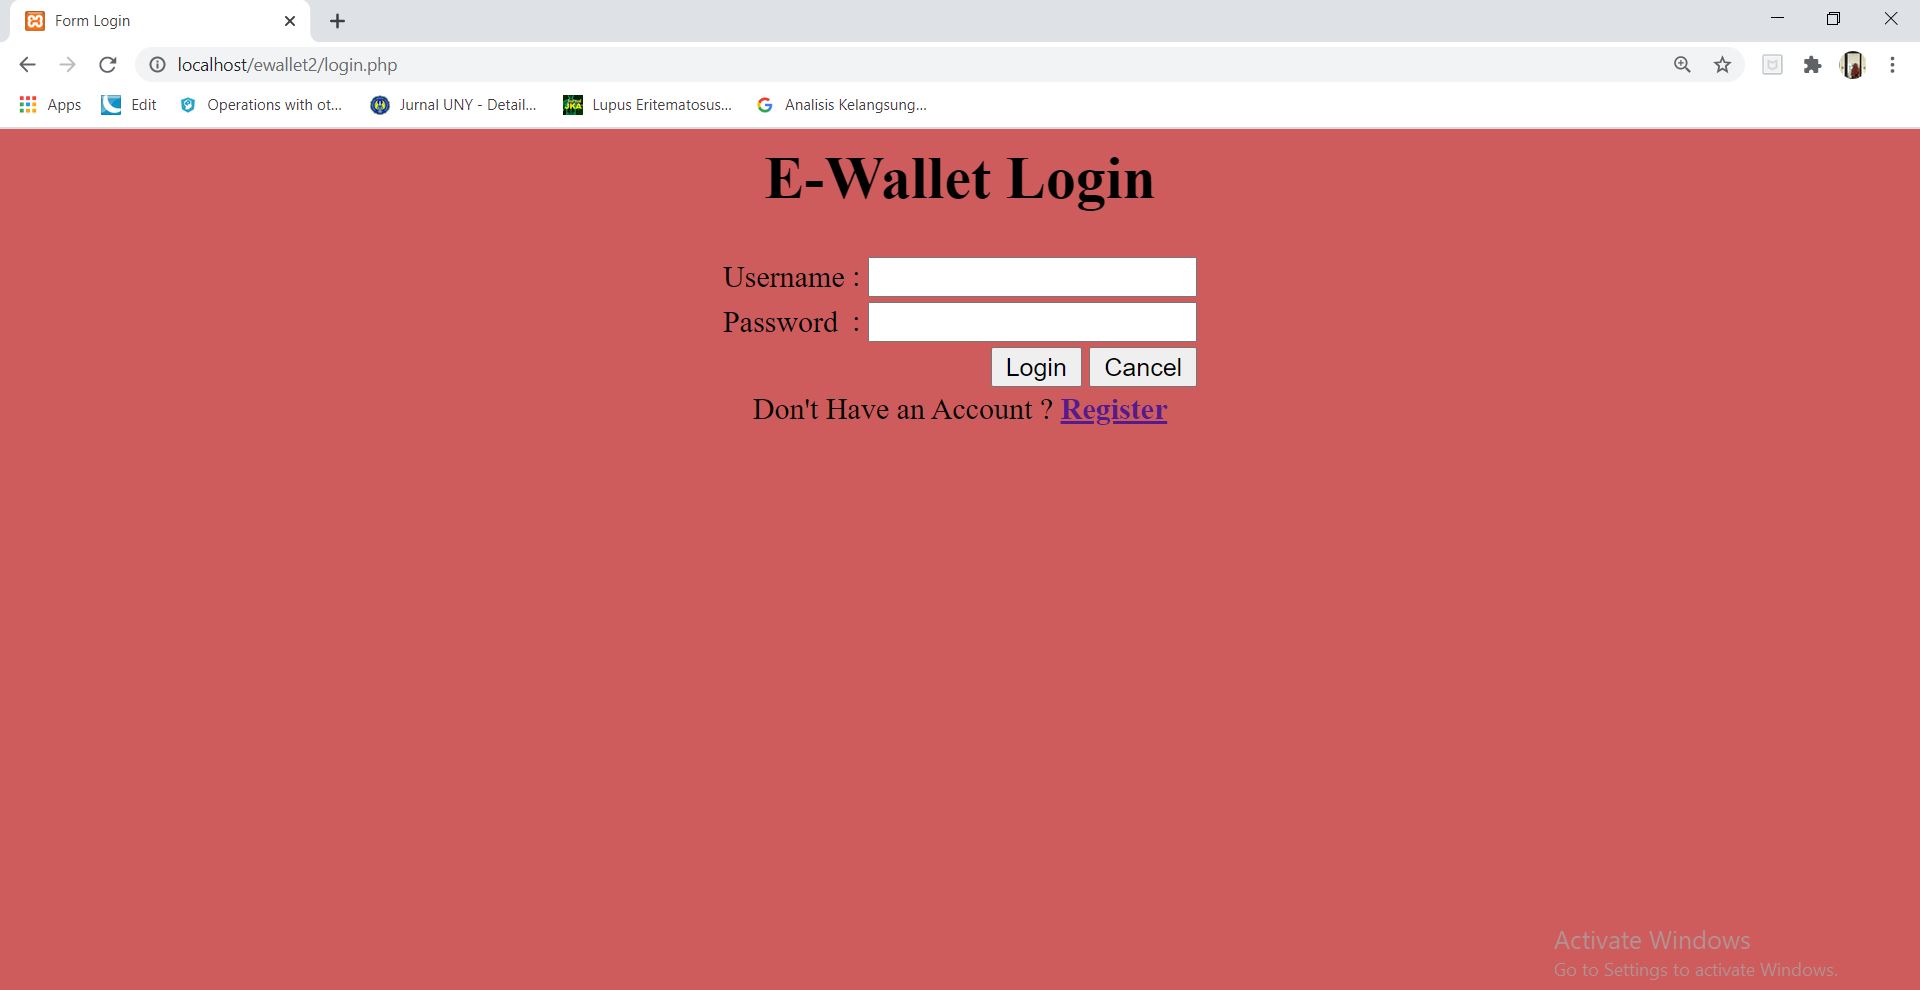 Form Login
localhost/ewallet2/login.php
Apps Edit Operations with ot... Jurnal UNY - Detail... Lupus Eritematosus... Analisis Kelangsung...
E-Wallet Login
Username :
Password :
Login Cancel
Don't Have an Account ? Register
Activate Windows
Go to Settings to activate Windows.